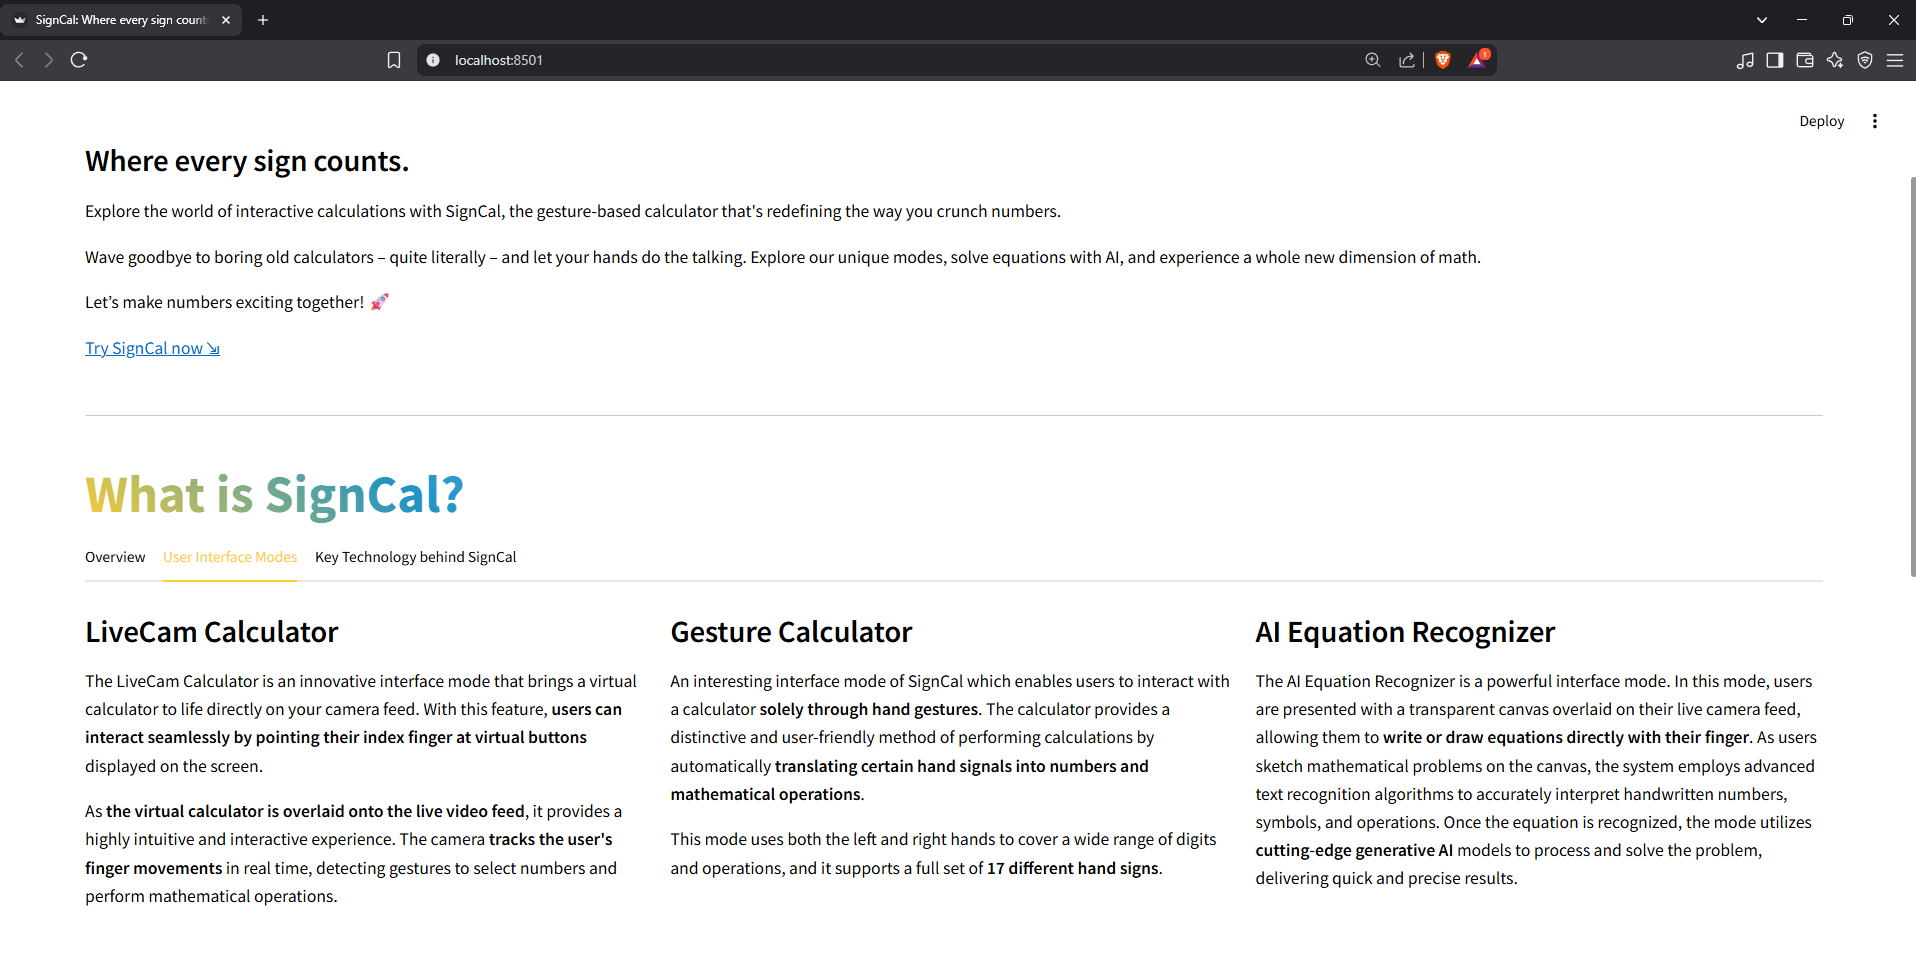 SignCal: Where every sign count
localhost:8501
1
Deploy
Where every sign counts.
Explore the world of interactive calculations with SignCal, the gesture-based calculator that's redefining the way you crunch numbers.
Wave goodbye to boring old calculators – quite literally – and let your hands do the talking. Explore our unique modes, solve equations with AI, and experience a whole new dimension of math.
Let’s make numbers exciting together! 🚀
Try SignCal now ⇲
What is SignCal?
Overview User Interface Modes Key Technology behind SignCal
LiveCam Calculator
The LiveCam Calculator is an innovative interface mode that brings a virtual
calculator to life directly on your camera feed. With this feature, users can
interact seamlessly by pointing their index finger at virtual buttons
displayed on the screen.
As the virtual calculator is overlaid onto the live video feed, it provides a
highly intuitive and interactive experience. The camera tracks the user's
finger movements in real time, detecting gestures to select numbers and
perform mathematical operations.
Gesture Calculator
An interesting interface mode of SignCal which enables users to interact with
a calculator solely through hand gestures. The calculator provides a
distinctive and user-friendly method of performing calculations by
automatically translating certain hand signals into numbers and
mathematical operations.
This mode uses both the left and right hands to cover a wide range of digits
and operations, and it supports a full set of 17 different hand signs.
AI Equation Recognizer
The AI Equation Recognizer is a powerful interface mode. In this mode, users
are presented with a transparent canvas overlaid on their live camera feed,
allowing them to write or draw equations directly with their finger. As users
sketch mathematical problems on the canvas, the system employs advanced
text recognition algorithms to accurately interpret handwritten numbers,
symbols, and operations. Once the equation is recognized, the mode utilizes
cutting-edge generative AI models to process and solve the problem,
delivering quick and precise results.